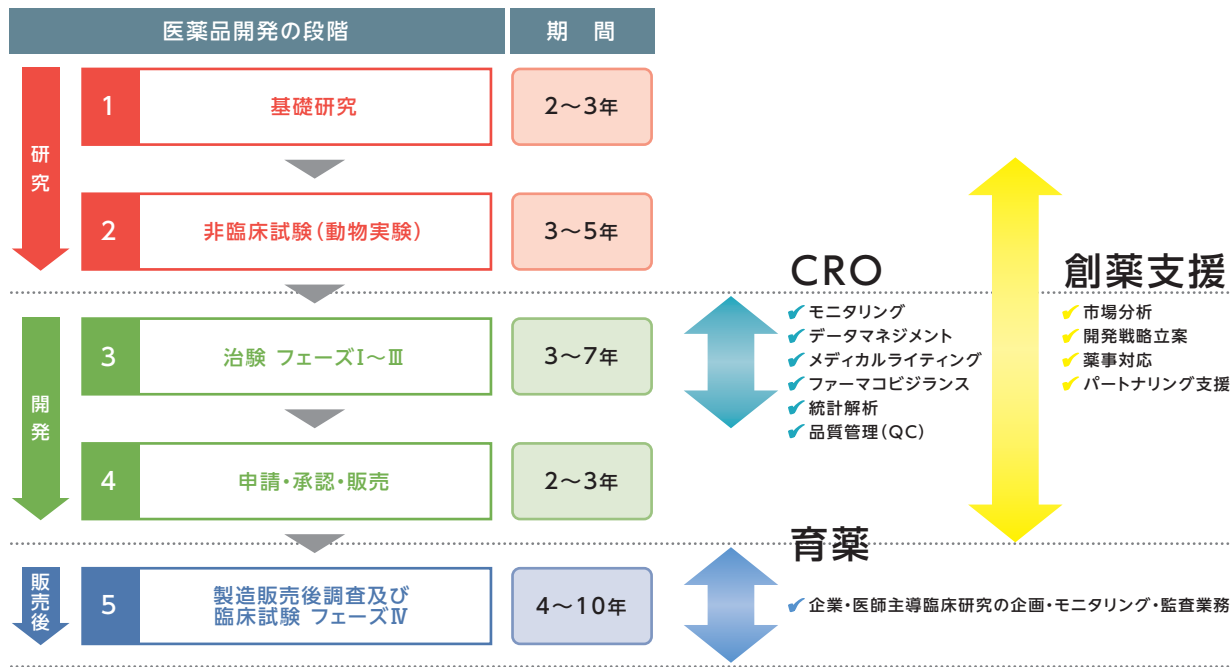 医薬品開発の段階
期 間
研究
1
基礎研究
2〜3年
2
非臨床試験(動物実験)
3〜5年
開発
3
治験 フェーズⅠ〜Ⅲ
3〜7年
4
申請・承認・販売
2〜3年
販売後
5
製造販売後調査及び
臨床試験 フェーズⅣ
4〜10年
CRO
✔モニタリング
✔データマネジメント
✔メディカルライティング
✔ファーマコビジランス
✔統計解析
✔品質管理(QC)
創薬支援
✔市場分析
✔開発戦略立案
✔薬事対応
✔パートナリング支援
育薬
✔企業・医師主導臨床研究の企画・モニタリング・監査業務